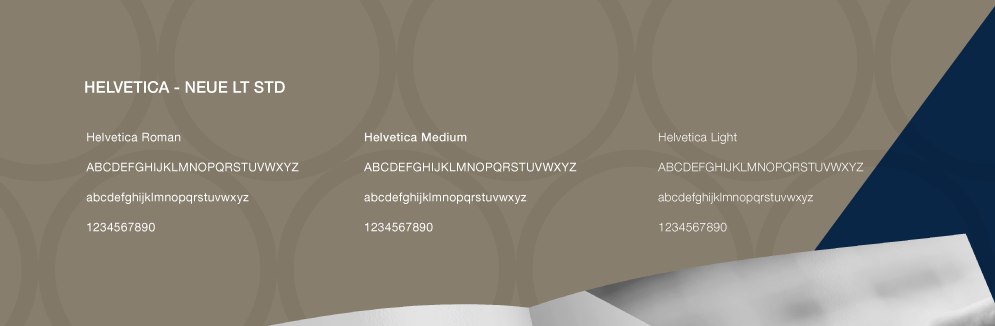 HELVETICA - NEUE LT STD
Helvetica Roman
ABCDEFGHIJKLMNOPQRSTUVWXYZ
abcdefghijklmnopqrstuvwxyz
1234567890
Helvetica Medium
ABCDEFGHIJKLMNOPQRSTUVWXYZ
abcdefghijklmnopqrstuvwxyz
1234567890
Helvetica Light
ABCDEFGHIJKLMNOPQRSTUVWXYZ
abcdefghijklmnopqrstuvwxyz
1234567890